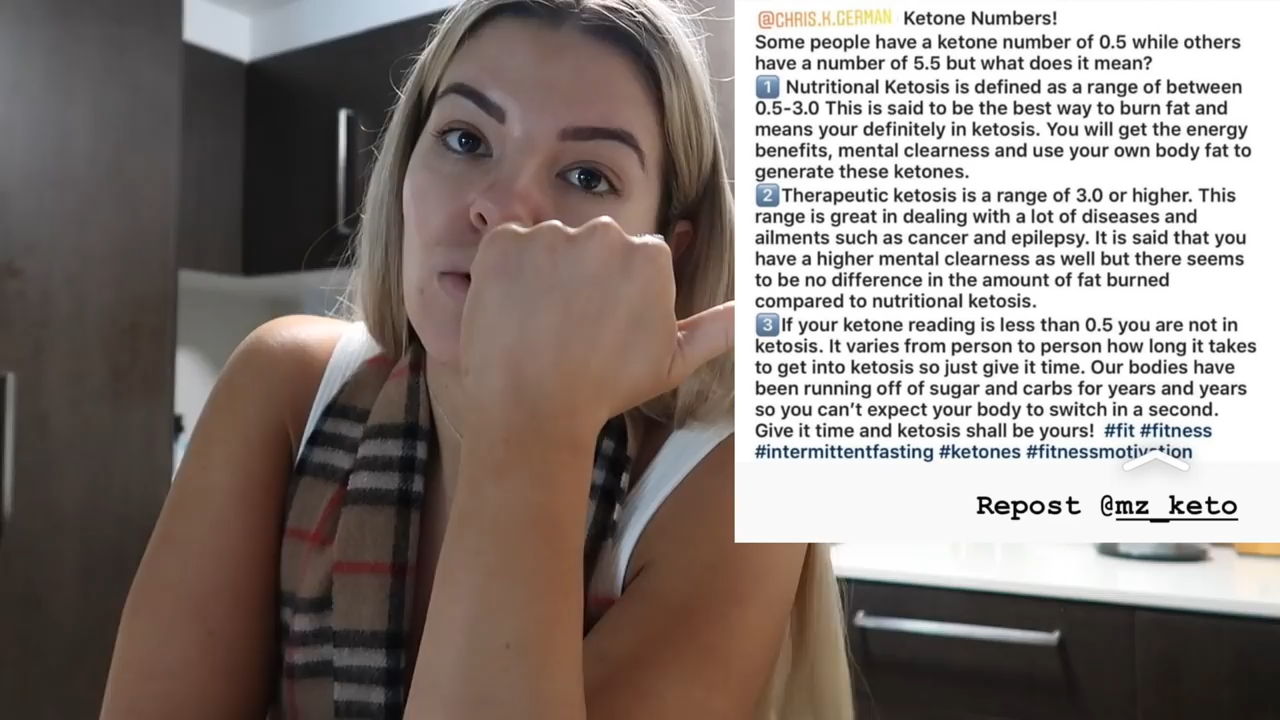 @CHRIS.K.GERMAN Ketone Numbers!
Some people have a ketone number of 0.5 while others
have a number of 5.5 but what does it mean?
1 Nutritional Ketosis is defined as a range of between
0.5-3.0 This is said to be the best way to burn fat and
means your definitely in ketosis. You will get the energy
benefits, mental clearness and use your own body fat to
generate these ketones.
2 Therapeutic ketosis is a range of 3.0 or higher. This
range is great in dealing with a lot of diseases and
ailments such as cancer and epilepsy. It is said that you
have a higher mental clearness as well but there seems
to be no difference in the amount of fat burned
compared to nutritional ketosis.
3 If your ketone reading is less than 0.5 you are not in
ketosis. It varies from person to person how long it takes
to get into ketosis so just give it time. Our bodies have
been running off of sugar and carbs for years and years
so you can’t expect your body to switch in a second.
Give it time and ketosis shall be yours! #fit #fitness
#intermittentfasting #ketones #fitnessmotivation
Repost @mz_keto